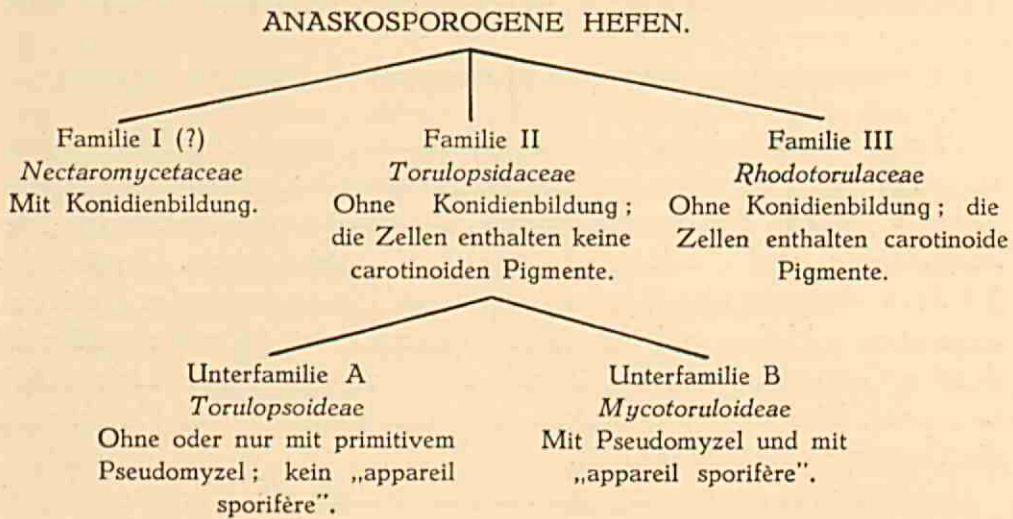 ANASKOSPOROGENE HEFEN.
Familie I (?)
Nectaromycetaceae
Mit Konidienbildung.
Familie II
Torulopsidaceae
Ohne Konidienbildung ;
die Zellen enthalten keine
carotinoiden Pigmente.
Familie III
Rhodotorulaceae
Ohne Konidienbildung ; die
Zellen enthalten carotinoide
Pigmente.
Unterfamilie A
Torulopsoideae
Ohne oder nur mit primitivem
Pseudomyzel ; kein „appareil
sporifère".
Unterfamilie B
Mycotoruloideae
Mit Pseudomyzel und mit
„appareil sporifère".